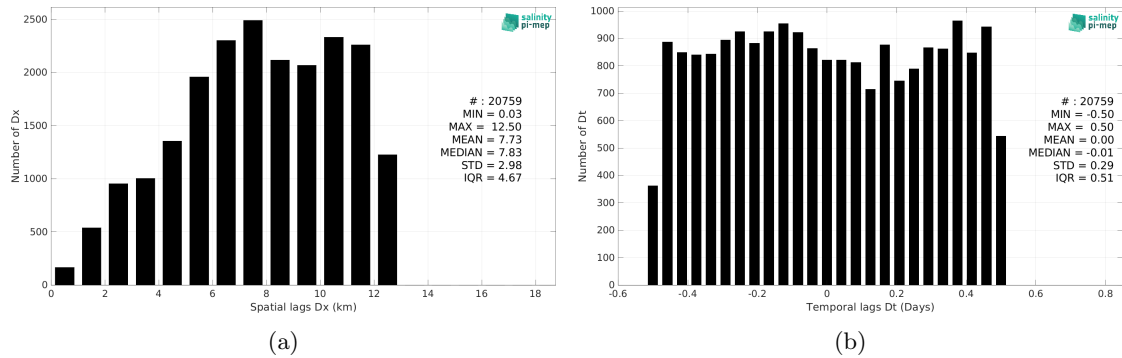 2500
2000
1500
1000
500
0
0
2
4
6
8
10
12
14
16
18
Number of Dx
Spatial lags Dx (km)
salinity
pi-mep
# : 20759
MIN = 0.03
MAX = 12.50
MEAN = 7.73
MEDIAN = 7.83
STD = 2.98
IQR = 4.67
(a)
1000
900
800
700
600
500
400
300
200
100
0
-0.6
-0.4
-0.2
0
0.2
0.4
0.6
0.8
Number of Dt
Temporal lags Dt (Days)
salinity
pi-mep
# : 20759
MIN = -0.50
MAX = 0.50
MEAN = 0.00
MEDIAN = -0.01
STD = 0.29
IQR = 0.51
(b)